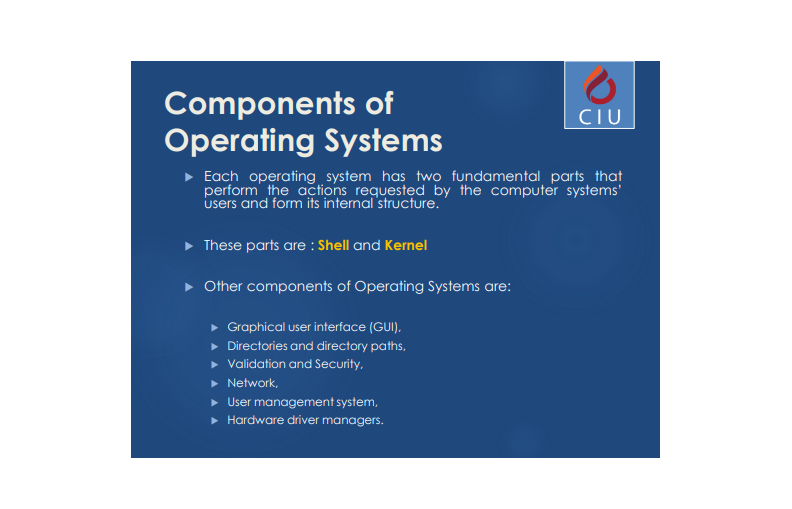 Components of
Operating Systems
CIU
Each operating system has two fundamental parts that
perform the actions requested by the computer systems'
users and form its internal structure.
These parts are : Shell and Kernel
Other components of Operating Systems are:
Graphical user interface (GUI),
Directories and directory paths,
Validation and Security,
Network,
User management system,
Hardware driver managers.